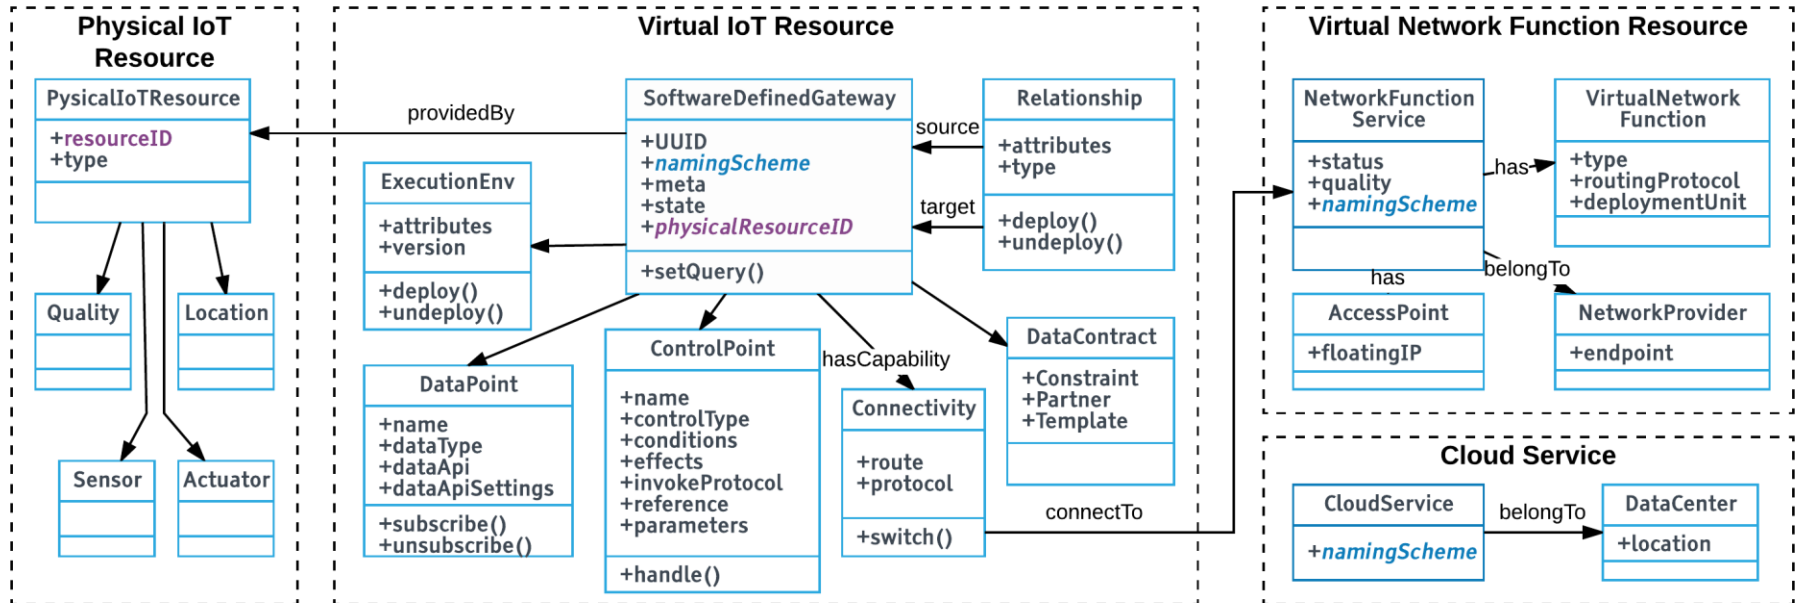 Physical IoT
Resource
PysicalIoTResource
+resourceID
+type
Quality
Location
Sensor
Actuator
Virtual IoT Resource
providedBy
SoftwareDefinedGateway
+UUID
+namingScheme
+meta
+state
+physicalResourceID
+setQuery()
source
target
Relationship
+attributes
+type
+deploy()
+undeploy()
ExecutionEnv
+attributes
+version
+deploy()
+undeploy()
DataPoint
+name
+dataType
+dataApi
+dataApiSettings
+subscribe()
+unsubscribe()
ControlPoint
+name
+controlType
+conditions
+effects
+invokeProtocol
+reference
+parameters
+handle()
hasCapability
Connectivity
+route
+protocol
+switch()
DataContract
+Constraint
+Partner
+Template
connectTo
Virtual Network Function Resource
NetworkFunction
Service
+status
+quality
+namingScheme
has
VirtualNetwork
Function
+type
+routingProtocol
+deploymentUnit
has
belongTo
AccessPoint
+floatingIP
NetworkProvider
+endpoint
Cloud Service
CloudService
+namingScheme
belongTo
DataCenter
+location